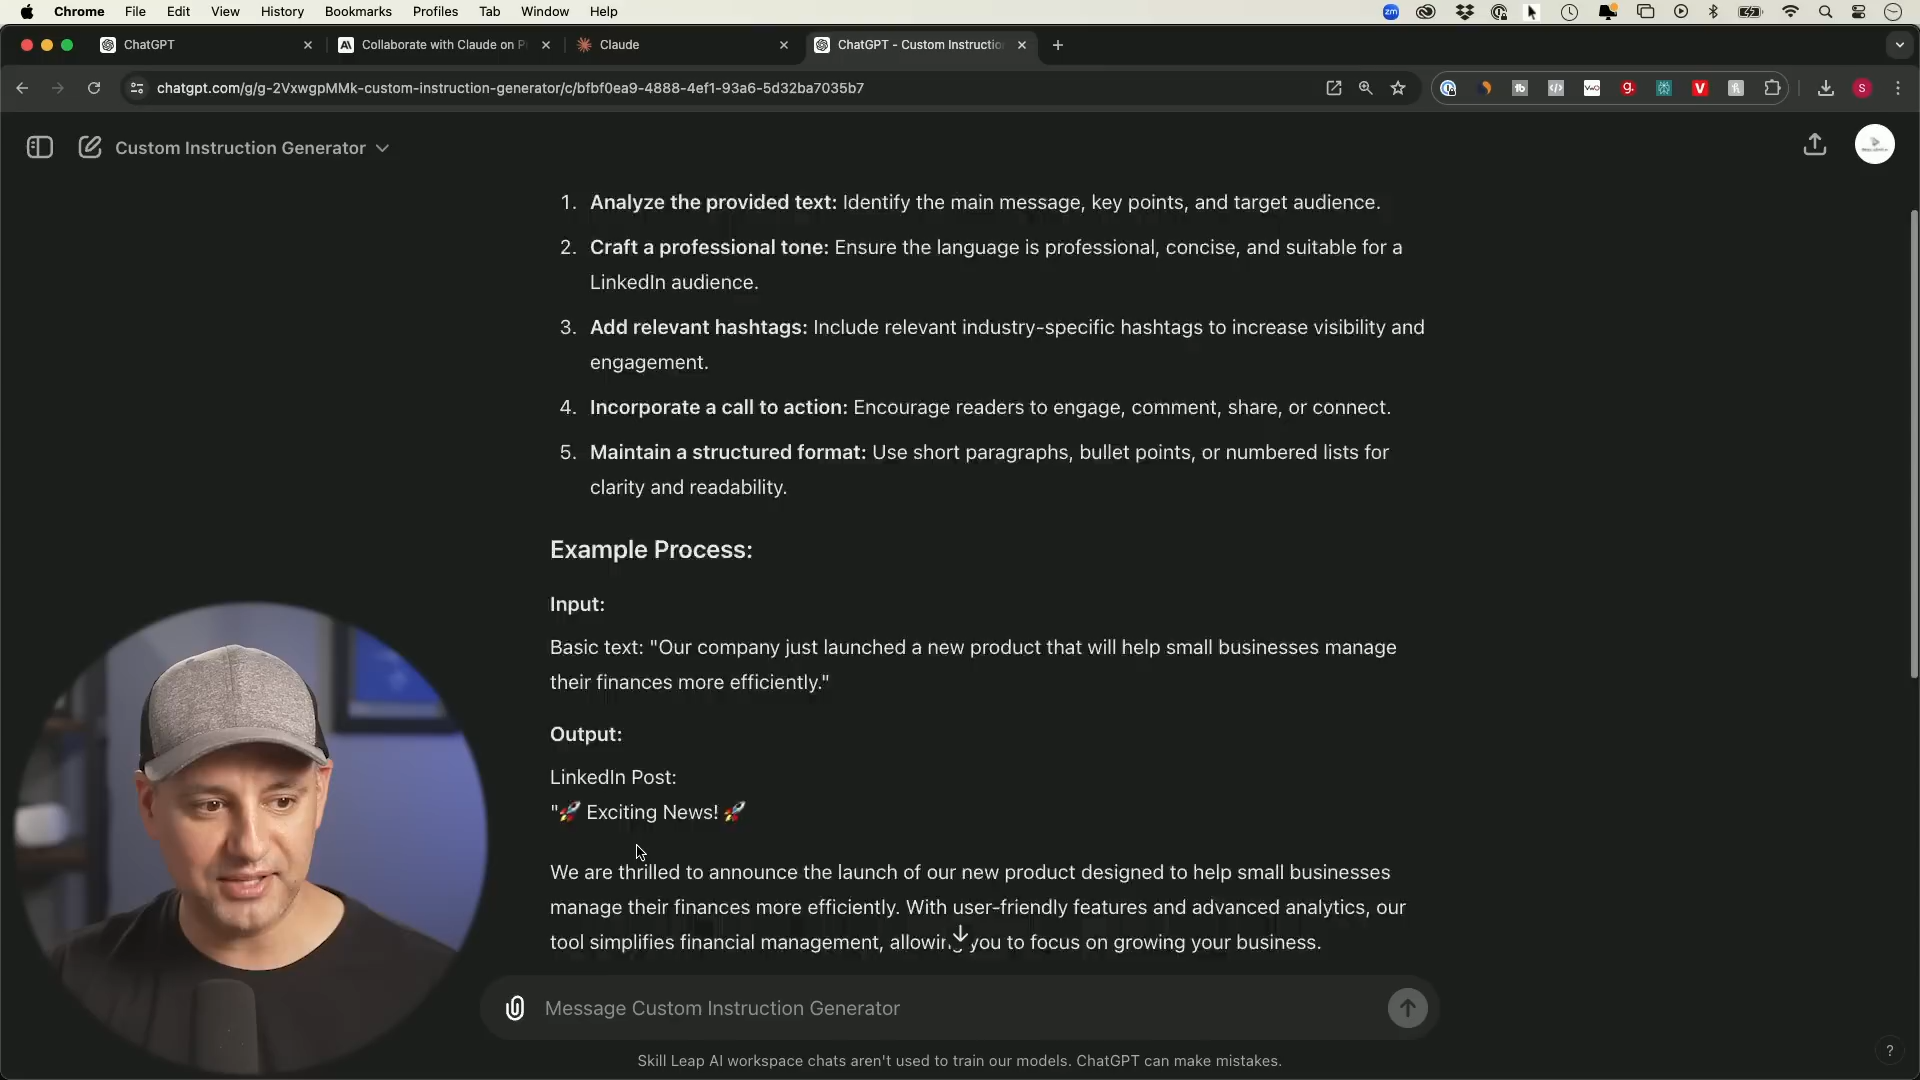 Chrome File Edit View History Bookmarks Profiles Tab Window Help
zm
ChatGPT
Collaborate with Claude on P
Claude
ChatGPT - Custom Instructio
chatgpt.com/g/g-2VxwgpMMk-custom-instruction-generator/c/bfbf0ea9-4888-4ef1-93a6-5d32ba7035b7
S
Custom Instruction Generator
1. Analyze the provided text: Identify the main message, key points, and target audience.
2. Craft a professional tone: Ensure the language is professional, concise, and suitable for a
LinkedIn audience.
3. Add relevant hashtags: Include relevant industry-specific hashtags to increase visibility and
engagement.
4. Incorporate a call to action: Encourage readers to engage, comment, share, or connect.
5. Maintain a structured format: Use short paragraphs, bullet points, or numbered lists for
clarity and readability.
Example Process:
Input:
Basic text: "Our company just launched a new product that will help small businesses manage
their finances more efficiently."
Output:
LinkedIn Post:
"🚀 Exciting News! 🚀
We are thrilled to announce the launch of our new product designed to help small businesses
manage their finances more efficiently. With user-friendly features and advanced analytics, our
tool simplifies financial management, allowing you to focus on growing your business.
Message Custom Instruction Generator
Skill Leap AI workspace chats aren't used to train our models. ChatGPT can make mistakes.
?